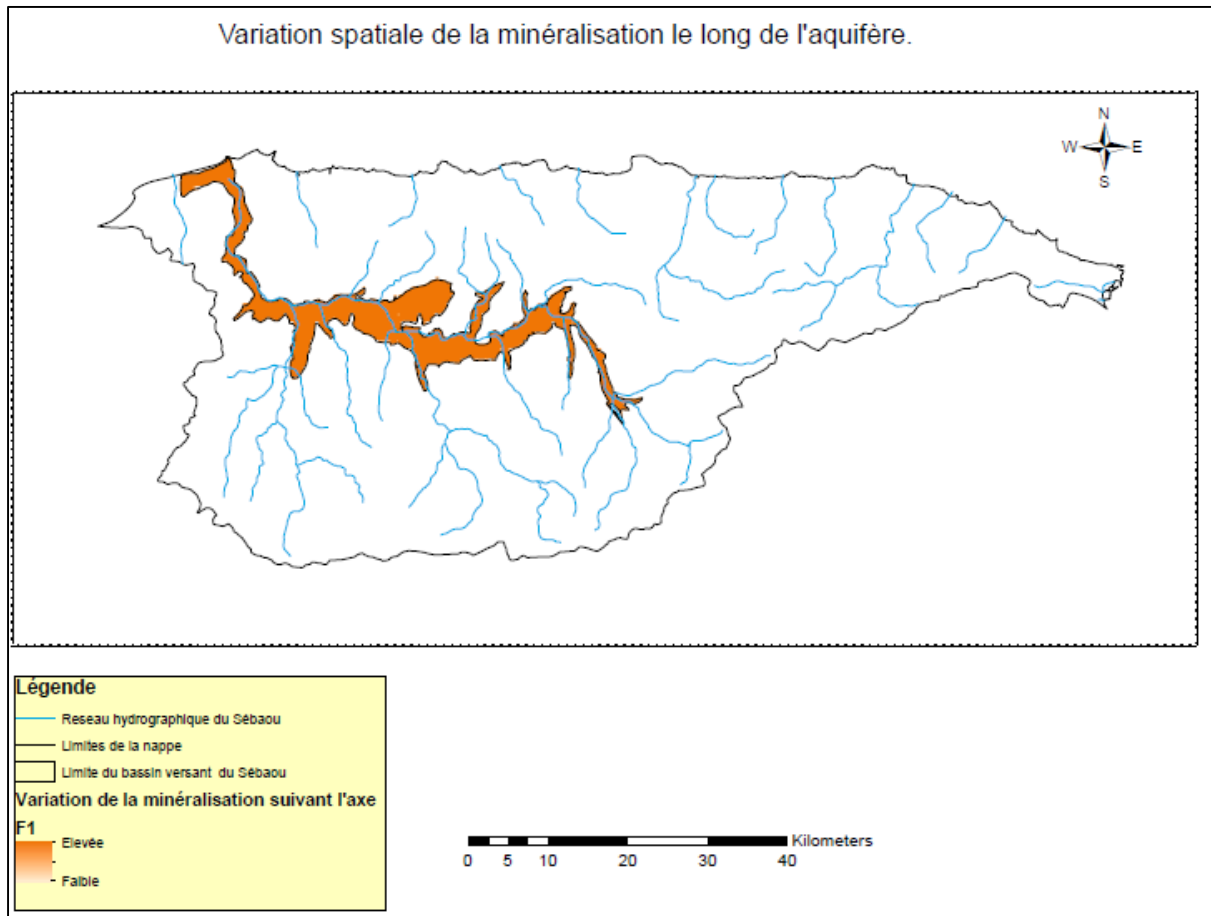 Variation spatiale de la minéralisation le long de l'aquifère.
N
W E
S
Légende
Reseau hydrographique du Sébaou
Limites de la nappe
Limite du bassin versant du Sébaou
Variation de la minéralisation suivant l'axe
F1
Elevée
Faible
Kilometers
0 5 10 20 30 40